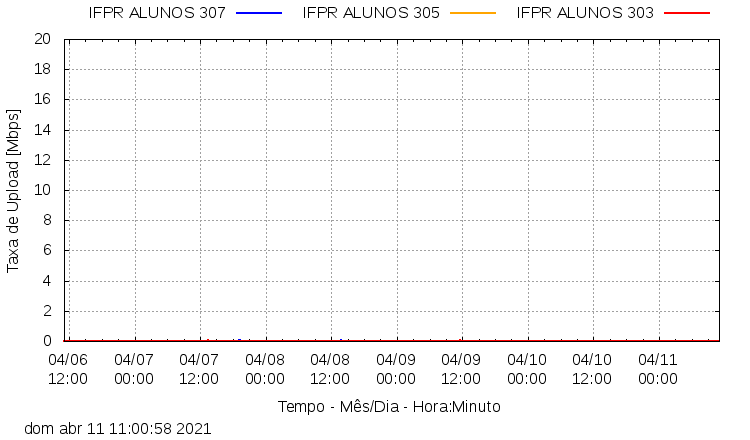 IFPR ALUNOS 307 IFPR ALUNOS 305 IFPR ALUNOS 303
Taxa de Upload [Mbps]
20
18
16
14
12
10
8
6
4
2
0
04/06 04/07 04/07 04/08 04/08 04/09 04/09 04/10 04/10 04/11
12:00 00:00 12:00 00:00 12:00 00:00 12:00 00:00 12:00 00:00
Tempo - Mês/Dia - Hora:Minuto
dom abr 11 11:00:58 2021